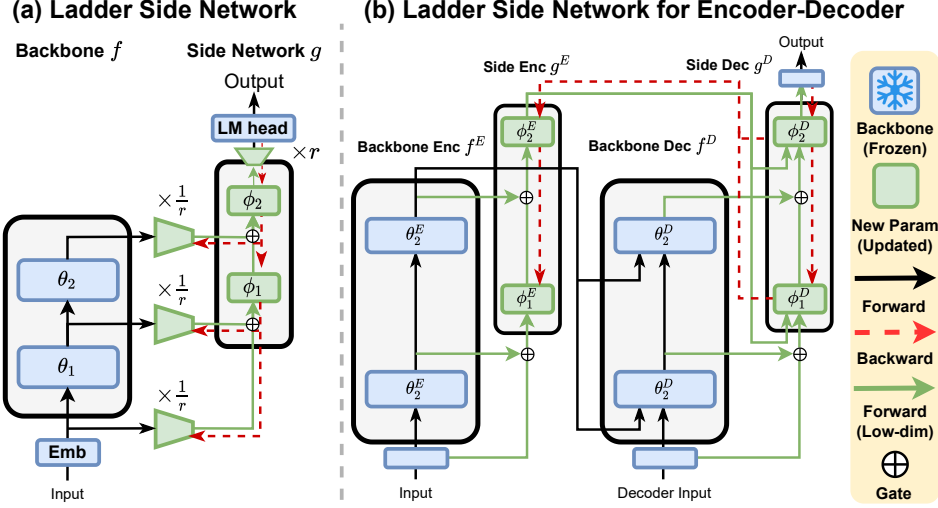 (a) Ladder Side Network
Backbone f
Side Network g
Output
LM head
× r
ϕ₂
× 1/r
θ₂
× 1/r
ϕ₁
θ₁
× 1/r
Emb
Input
(b) Ladder Side Network for Encoder-Decoder
Output
Side Enc g^E
Side Dec g^D
Backbone Enc f^E
Backbone Dec f^D
ϕ₂^E
ϕ₂^D
θ₂^E
θ₂^D
ϕ₁^E
ϕ₁^D
θ₂^E
θ₂^D
Input
Decoder Input
Backbone
(Frozen)
New Param
(Updated)
Forward
Backward
Forward
(Low-dim)
Gate